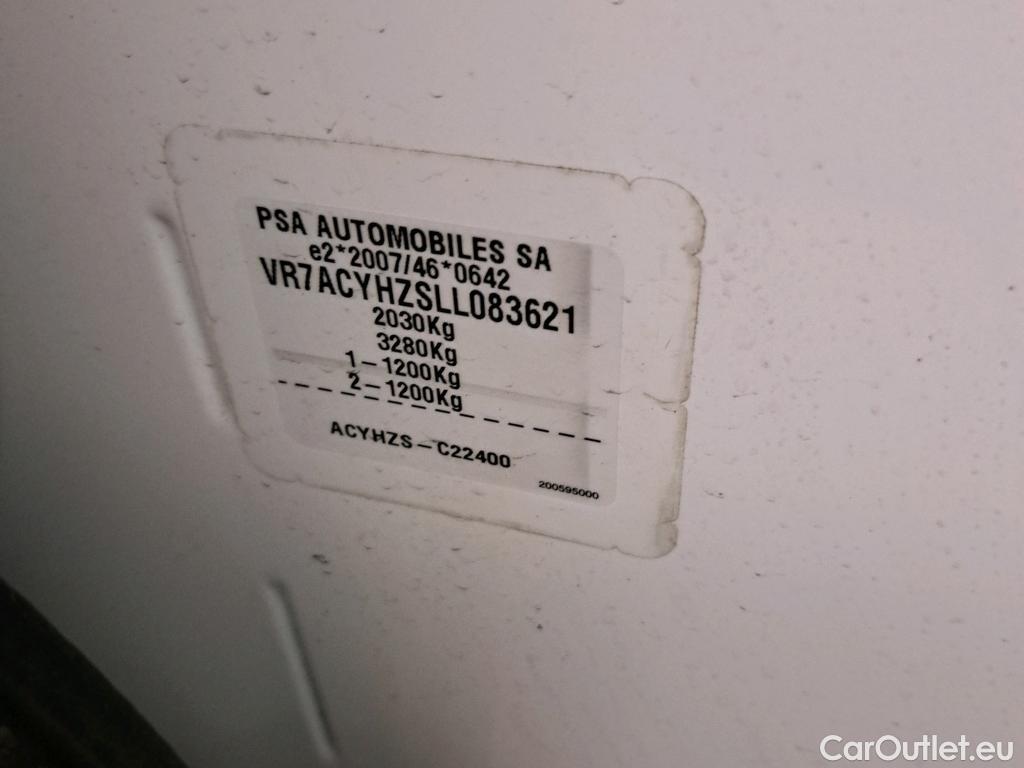 PSA AUTOMOBILES SA
e2*2007/46*0642
VR7ACYHZSLL083621
2030Kg
3280Kg
1-1200Kg
2-1200Kg
ACYHZS-C22400
200595000
CarOutlet.eu